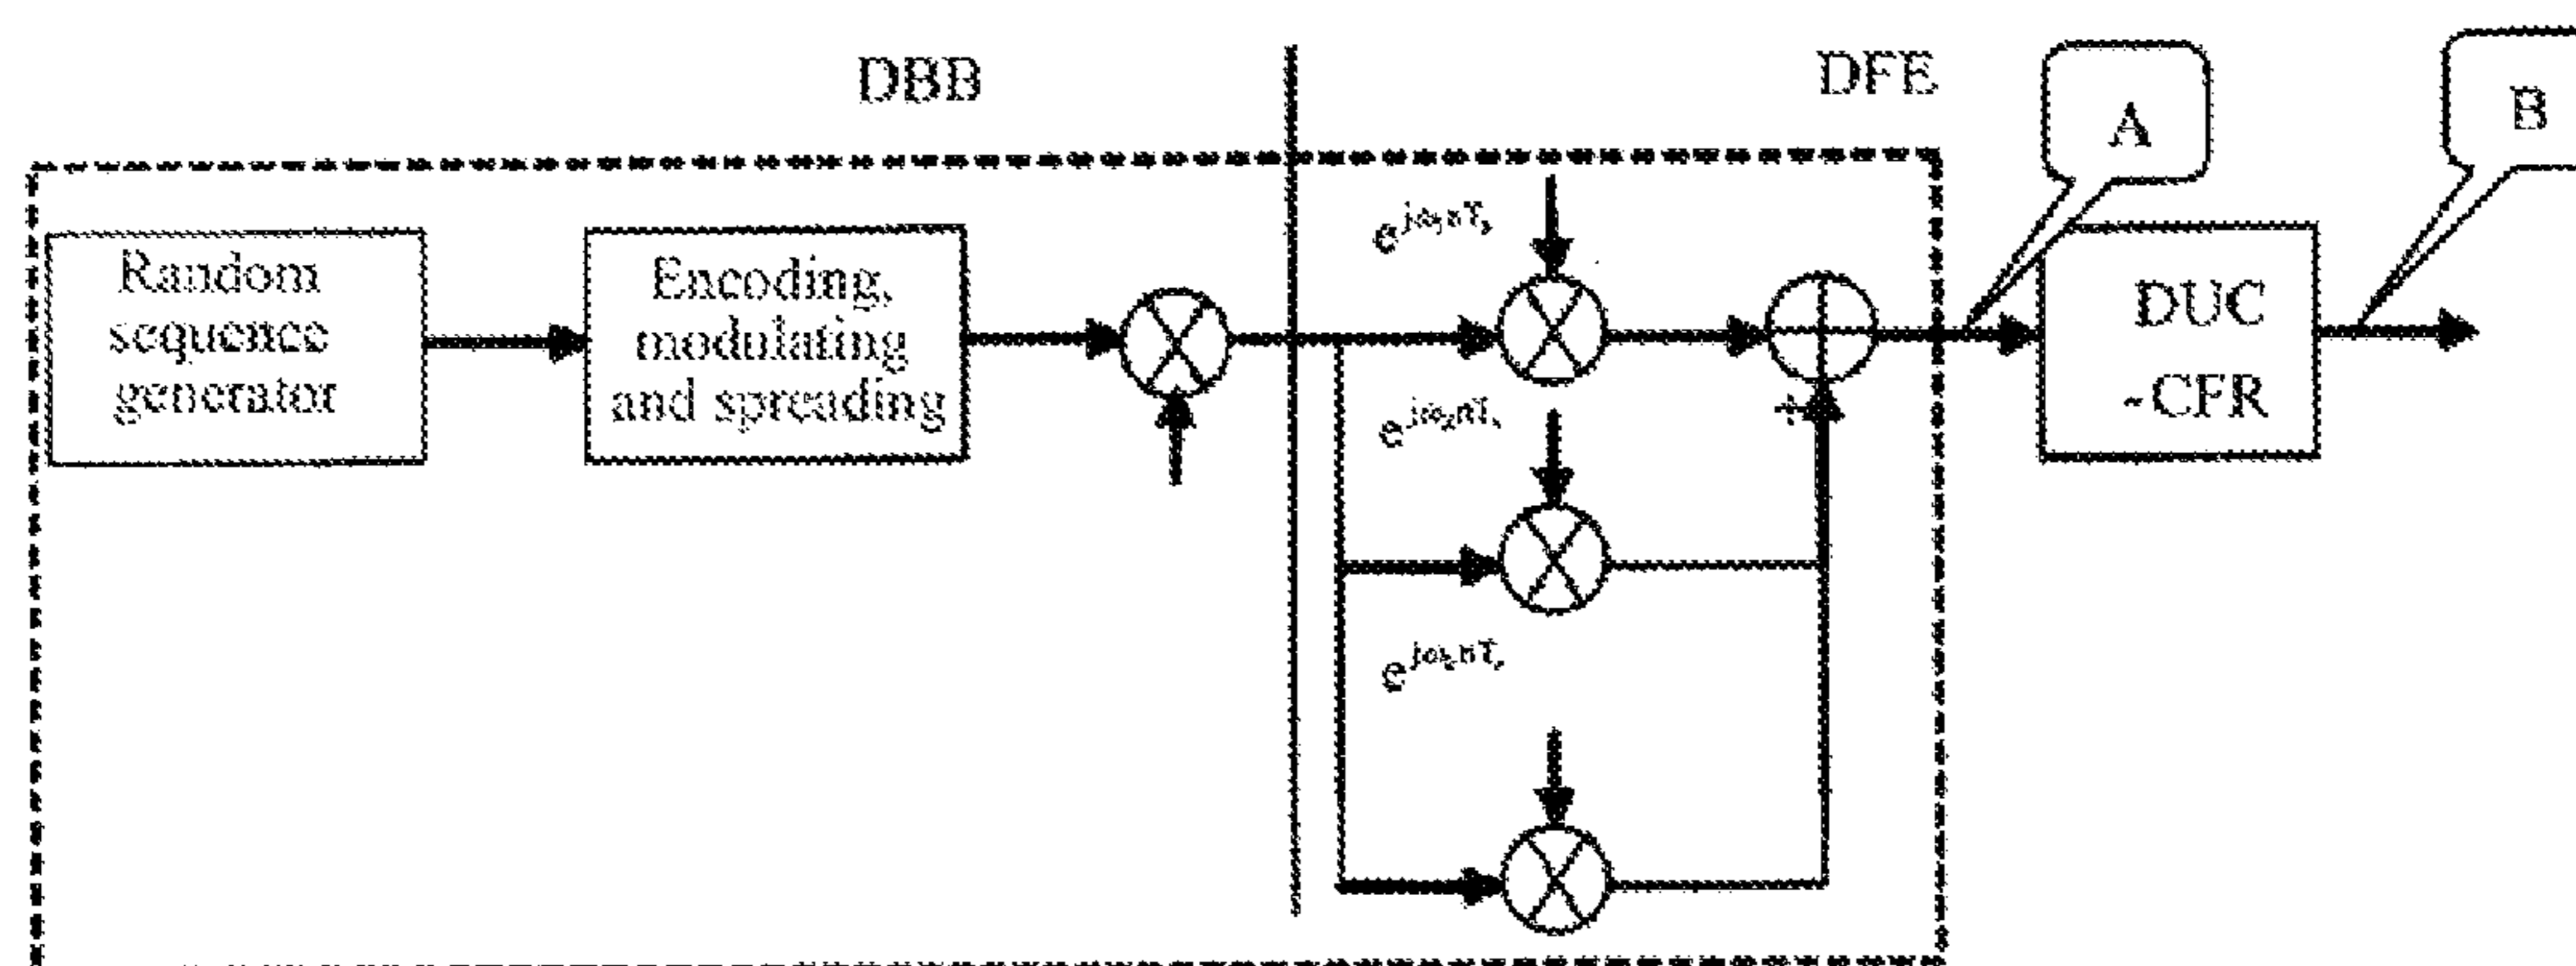 DBB
DFE
A
B
Random
sequence
generator
Encoding,
modulating
and spreading
DUC
~CFR
+